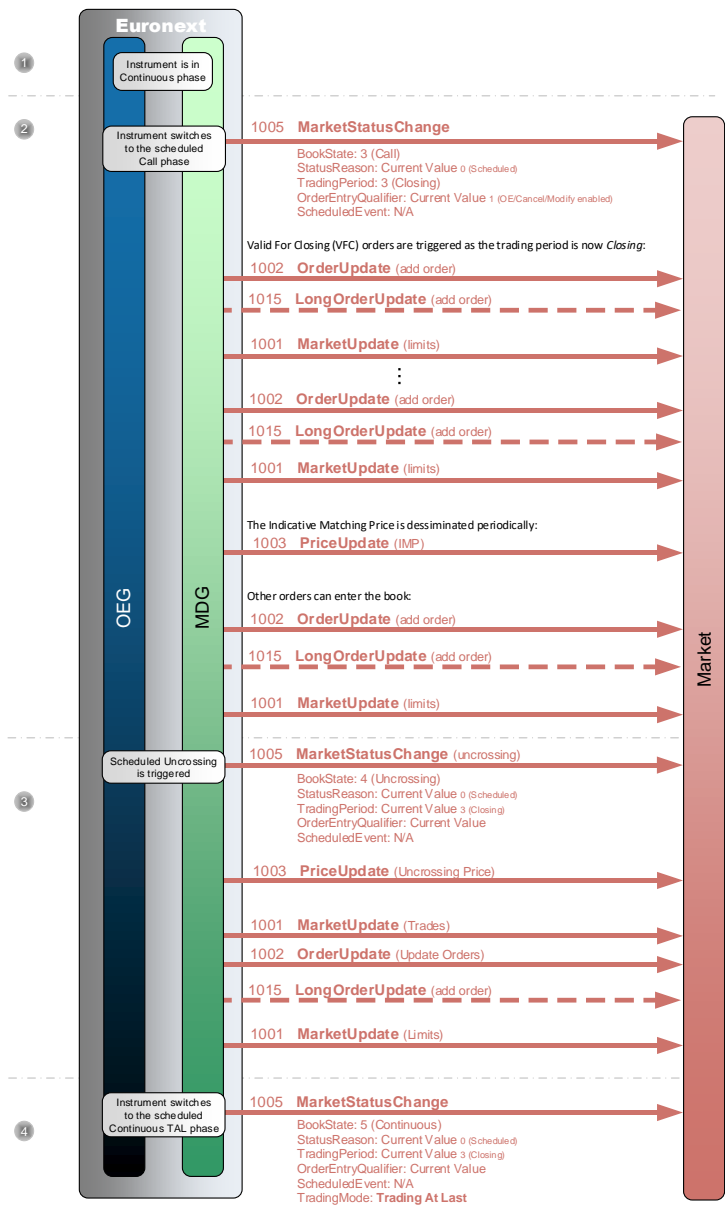 Euronext
1
Instrument is in
Continuous phase
2
Instrument switches
to the scheduled
Call phase
1005 MarketStatusChange
BookState: 3 (Call)
StatusReason: Current Value 0 (Scheduled)
TradingPeriod: 3 (Closing)
OrderEntryQualifier: Current Value 1 (OE/Cancel/Modify enabled)
ScheduledEvent: N/A
Valid For Closing (VFC) orders are triggered as the trading period is now Closing:
1002 OrderUpdate (add order)
1015 LongOrderUpdate (add order)
1001 MarketUpdate (limits)
⋮
1002 OrderUpdate (add order)
1015 LongOrderUpdate (add order)
1001 MarketUpdate (limits)
The Indicative Matching Price is dessiminated periodically:
1003 PriceUpdate (IMP)
Other orders can enter the book:
1002 OrderUpdate (add order)
1015 LongOrderUpdate (add order)
1001 MarketUpdate (limits)
OEG
MDG
Market
3
Scheduled Uncrossing
is triggered
1005 MarketStatusChange (uncrossing)
BookState: 4 (Uncrossing)
StatusReason: Current Value 0 (Scheduled)
TradingPeriod: Current Value 3 (Closing)
OrderEntryQualifier: Current Value
ScheduledEvent: N/A
1003 PriceUpdate (Uncrossing Price)
1001 MarketUpdate (Trades)
1002 OrderUpdate (Update Orders)
1015 LongOrderUpdate (add order)
1001 MarketUpdate (Limits)
4
Instrument switches
to the scheduled
Continuous TAL phase
1005 MarketStatusChange
BookState: 5 (Continuous)
StatusReason: Current Value 0 (Scheduled)
TradingPeriod: Current Value 3 (Closing)
OrderEntryQualifier: Current Value
ScheduledEvent: N/A
TradingMode: Trading At Last